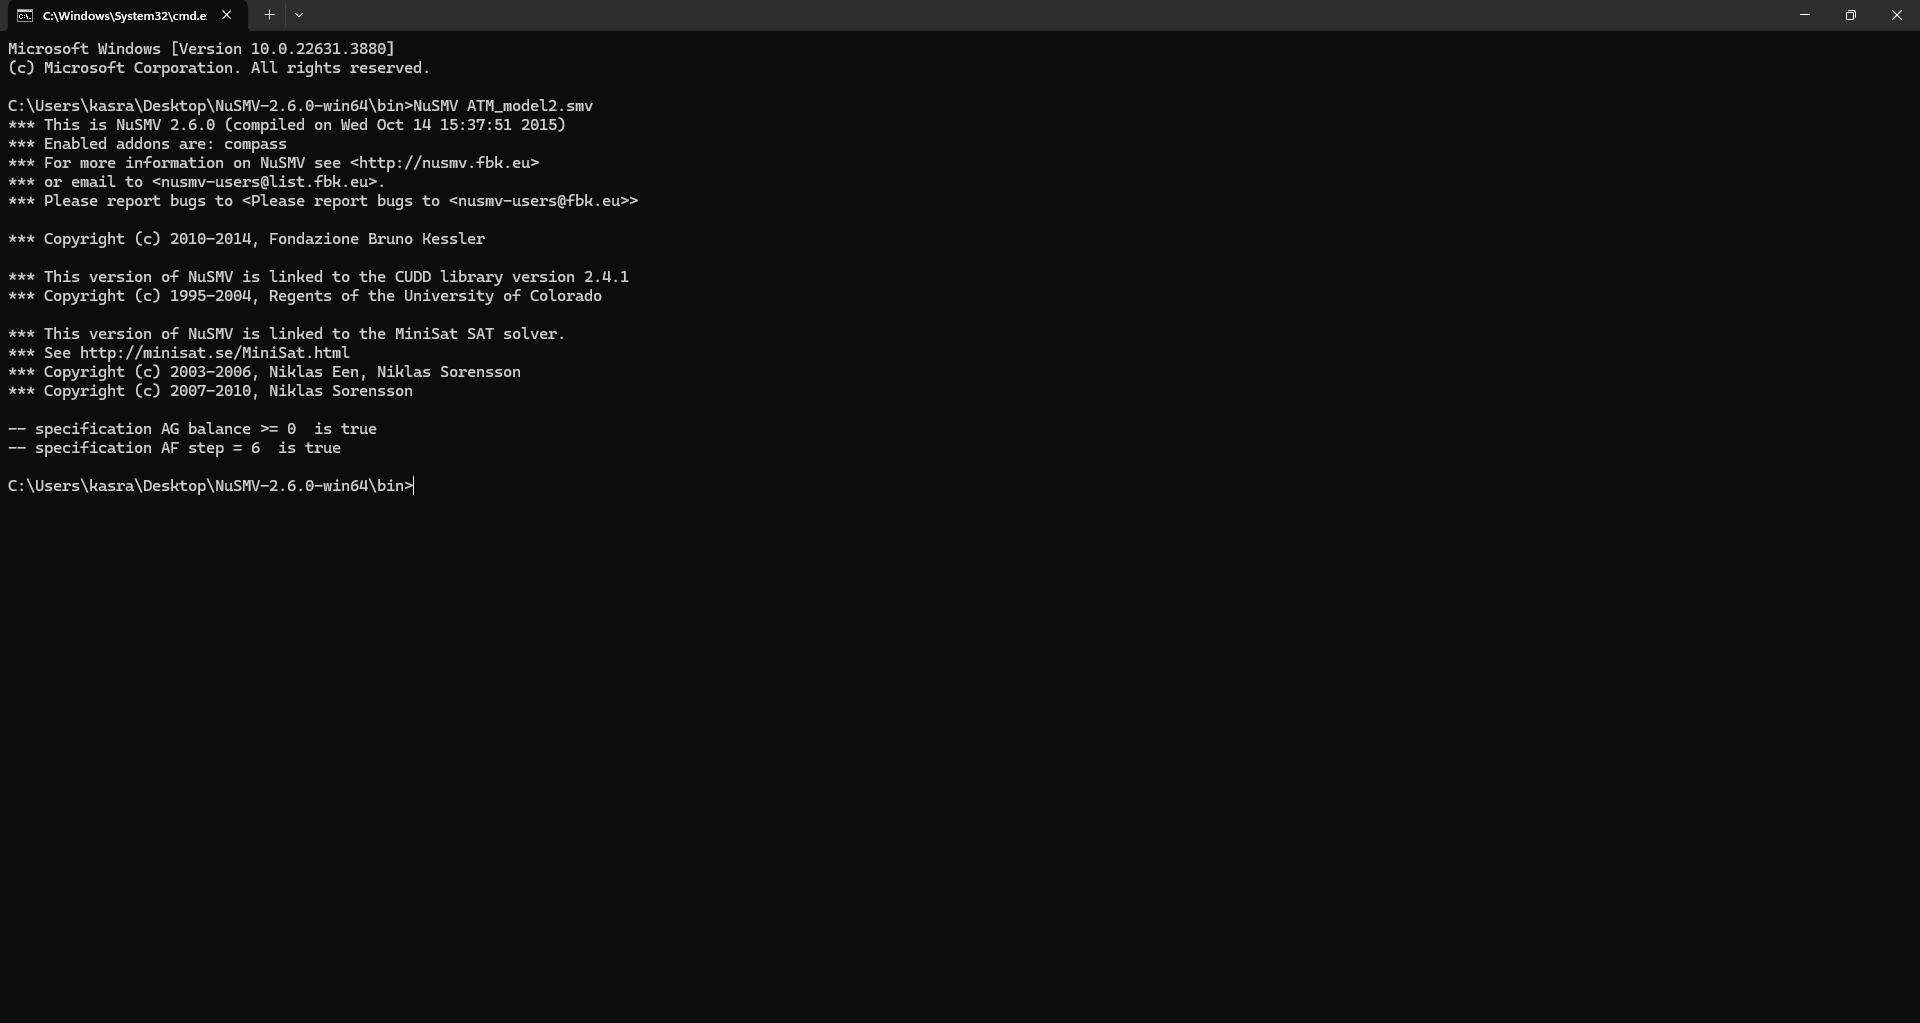 C:\Windows\System32\cmd.e
Microsoft Windows [Version 10.0.22631.3880]
(c) Microsoft Corporation. All rights reserved.
C:\Users\kasra\Desktop\NuSMV-2.6.0-win64\bin>NuSMV ATM_model2.smv
*** This is NuSMV 2.6.0 (compiled on Wed Oct 14 15:37:51 2015)
*** Enabled addons are: compass
*** For more information on NuSMV see <http://nusmv.fbk.eu>
*** or email to <nusmv-users@list.fbk.eu>.
*** Please report bugs to <Please report bugs to <nusmv-users@fbk.eu>>
*** Copyright (c) 2010-2014, Fondazione Bruno Kessler
*** This version of NuSMV is linked to the CUDD library version 2.4.1
*** Copyright (c) 1995-2004, Regents of the University of Colorado
*** This version of NuSMV is linked to the MiniSat SAT solver.
*** See http://minisat.se/MiniSat.html
*** Copyright (c) 2003-2006, Niklas Een, Niklas Sorensson
*** Copyright (c) 2007-2010, Niklas Sorensson
-- specification AG balance >= 0  is true
-- specification AF step = 6  is true
C:\Users\kasra\Desktop\NuSMV-2.6.0-win64\bin>